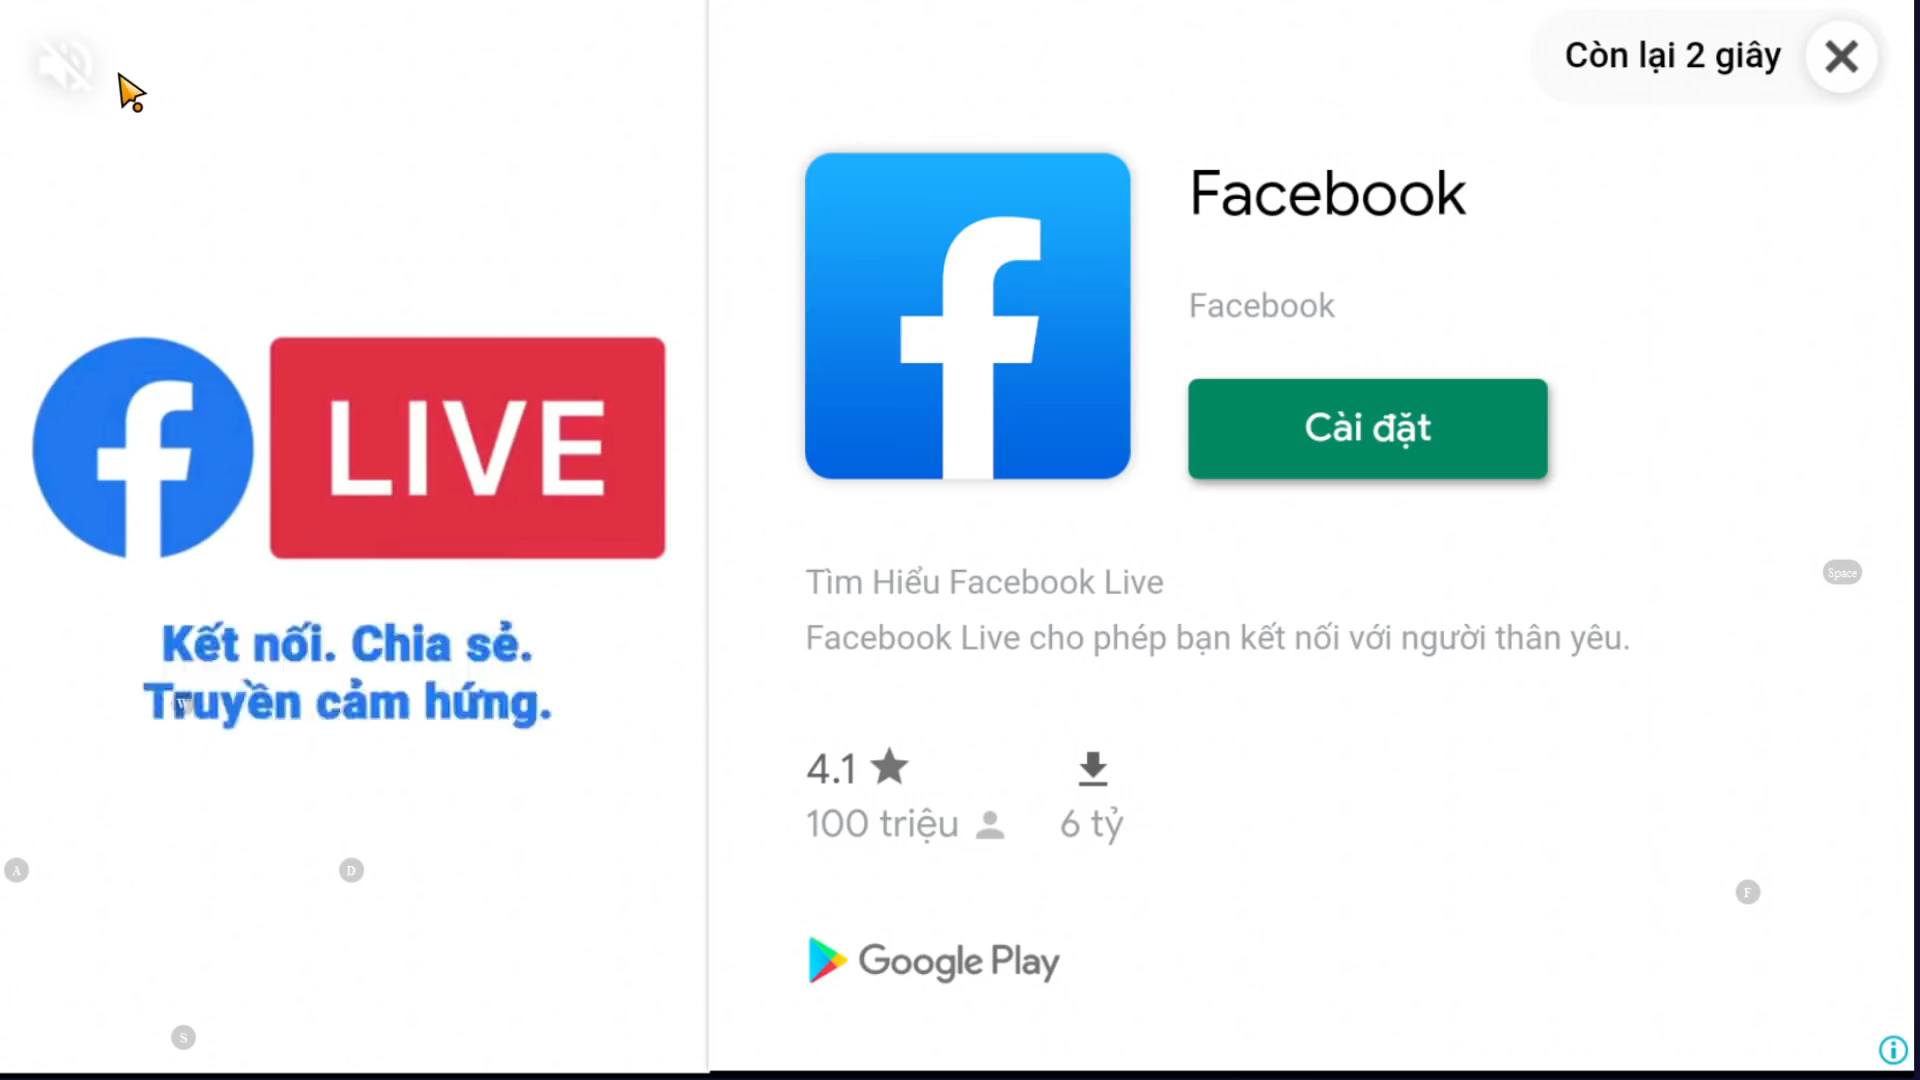 Còn lại 2 giây
LIVE
Kết nối. Chia sẻ.
Truyền cảm hứng.
Facebook
Facebook
Cài đặt
Tìm Hiểu Facebook Live
Facebook Live cho phép bạn kết nối với người thân yêu.
4.1
100 triệu
6 tỷ
Google Play
Space
W
A
D
F
S